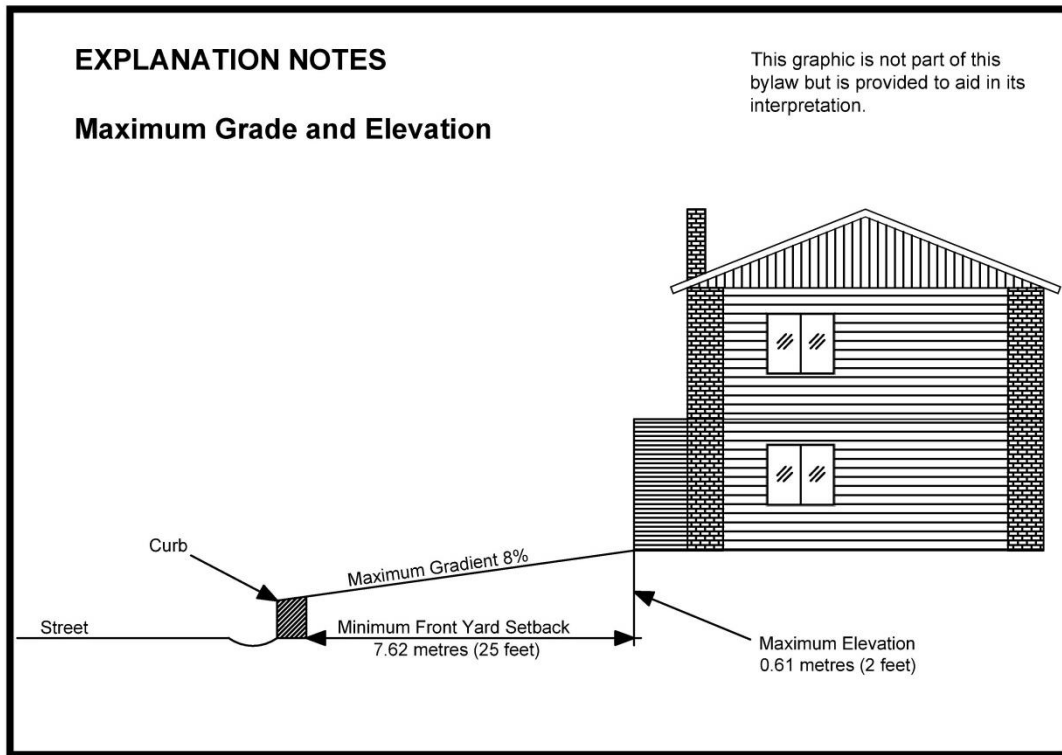 EXPLANATION NOTES
This graphic is not part of this
bylaw but is provided to aid in its
interpretation.
Maximum Grade and Elevation
Curb
Maximum Gradient 8%
Street
Minimum Front Yard Setback
7.62 metres (25 feet)
Maximum Elevation
0.61 metres (2 feet)